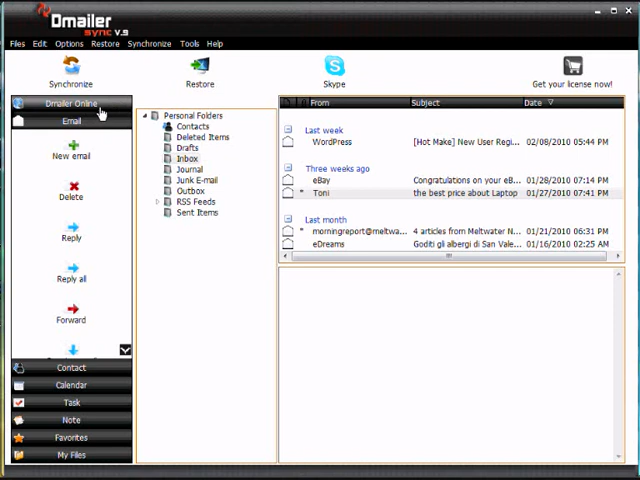 Dmailer
sync v.9
Files Edit Options Restore Synchronize Tools Help
Synchronize Restore Skype Get your license now!
Dmailer Online
Email
New email
Delete
Reply
Reply all
Forward
Contact
Calendar
Task
Note
Favorites
My Files
Personal Folders
Contacts
Deleted Items
Drafts
Inbox
Journal
Junk E-mail
Outbox
RSS Feeds
Sent Items
From Subject Date
Last week
WordPress [Hot Make] New User Regi... 02/08/2010 05:44 PM
Three weeks ago
eBay Congratulations on your eB... 01/28/2010 07:14 PM
Toni the best price about Laptop 01/27/2010 07:41 PM
Last month
morningreport@meltwa... 4 articles from Meltwater N... 01/21/2010 06:31 PM
eDreams Goditi gli albergi di San Vale... 01/16/2010 02:25 AM